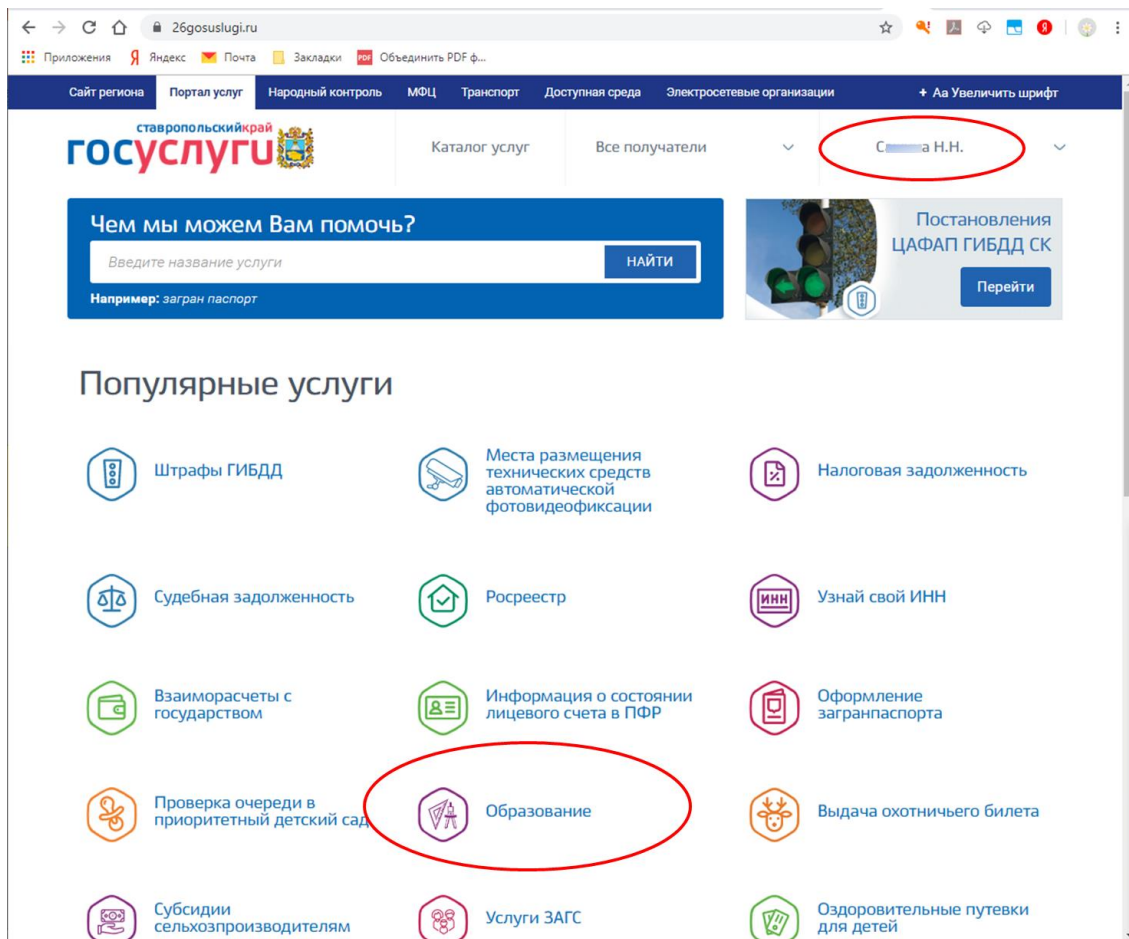 26gosuslugi.ru
Приложения Яндекс Почта Закладки Объединить PDF ф...
Сайт региона Портал услуг Народный контроль МФЦ Транспорт Доступная среда Электросетевые организации + Аа Увеличить шрифт
ставропольскийкрай
госуслуги
Каталог услуг Все получатели Н.Н.
Чем мы можем Вам помочь?
Введите название услуги НАЙТИ
Например: загран паспорт
Постановления
ЦАФАП ГИБДД СК
Перейти
Популярные услуги
Штрафы ГИБДД
Места размещения
технических средств
автоматической
фотовидеофиксации
Налоговая задолженность
Судебная задолженность
Росреестр
ИНН
Узнай свой ИНН
Взаиморасчеты с
государством
Информация о состоянии
лицевого счета в ПФР
Оформление
загранпаспорта
Проверка очереди в
приоритетный детский сад
Образование
Выдача охотничьего билета
Субсидии
сельхозпроизводителям
Услуги ЗАГС
Оздоровительные путевки
для детей